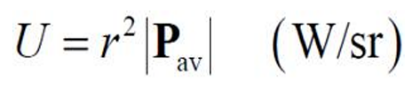 U = r² |P_av| (W/sr)